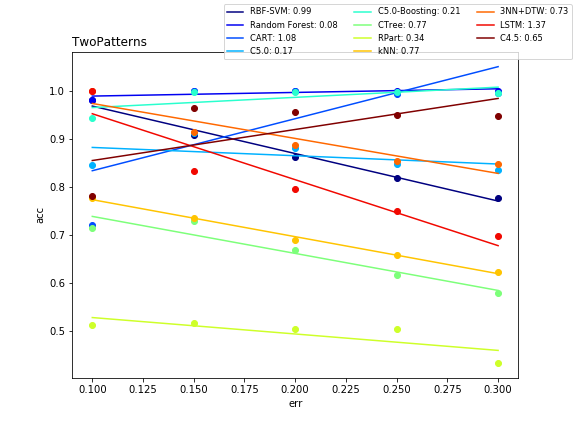 RBF-SVM: 0.99
Random Forest: 0.08
CART: 1.08
C5.0: 0.17
C5.0-Boosting: 0.21
CTree: 0.77
RPart: 0.34
kNN: 0.77
3NN+DTW: 0.73
LSTM: 1.37
C4.5: 0.65
TwoPatterns
1.0
0.9
0.8
0.7
0.6
0.5
acc
0.100 0.125 0.150 0.175 0.200 0.225 0.250 0.275 0.300
err